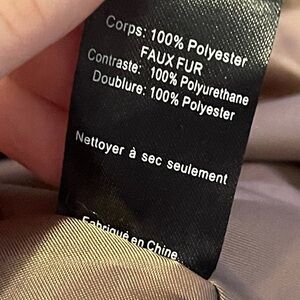 Corps: 100% Polyester
FAUX FUR
Contraste: 100% Polyurethane
Doublure: 100% Polyester
Nettoyer à sec seulement
Fabriqué en Chine